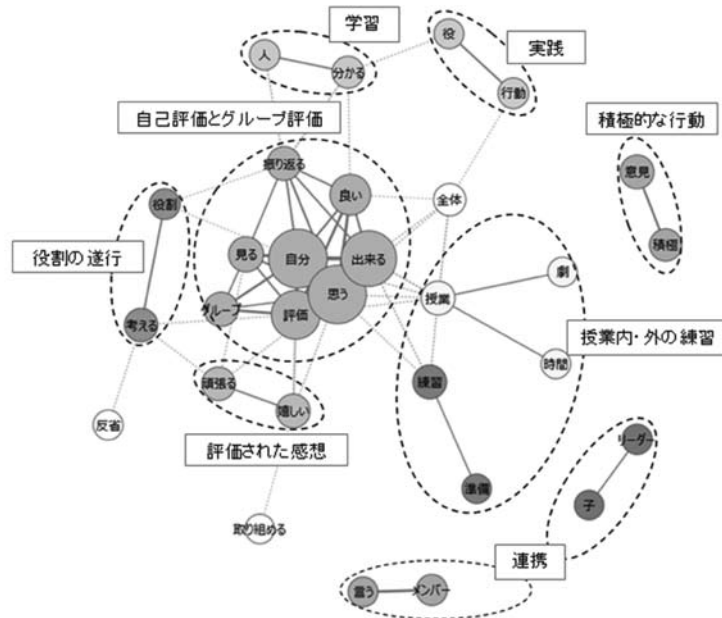 学習
役
実践
人
分かる
行動
自己評価とグループ評価
積極的な行動
振り返る
意見
役割
良い
全体
積極
役割の遂行
見る
自分
出来る
劇
思う
授業
グループ
評価
考える
授業内・外の練習
時間
頑張る
練習
嬉しい
反省
リーダー
評価された感想
準備
子
取り組める
連携
言う
メンバー